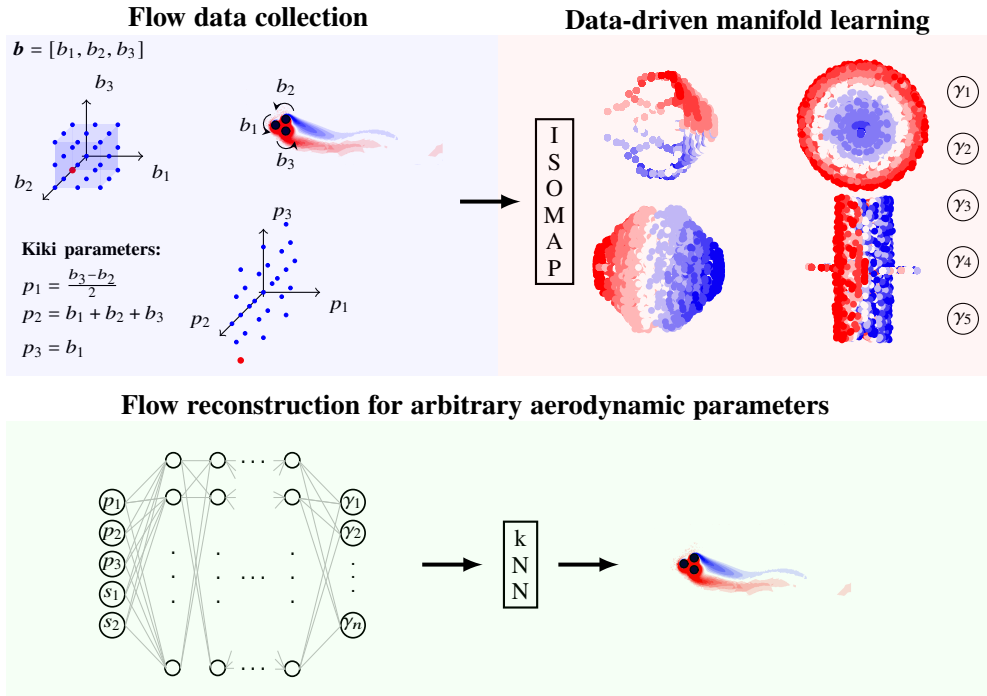 Flow data collection
b = [b₁, b₂, b₃]
b₃
b₂
b₁
b₂
b₁
b₃
Kiki parameters:
p₁ = (b₃−b₂)/2
p₂ = b₁ + b₂ + b₃
p₃ = b₁
p₃
p₂
p₁
Data-driven manifold learning
I
S
O
M
A
P
γ₁
γ₂
γ₃
γ₄
γ₅
Flow reconstruction for arbitrary aerodynamic parameters
p₁
p₂
p₃
s₁
s₂
γ₁
γ₂
γₙ
k
N
N